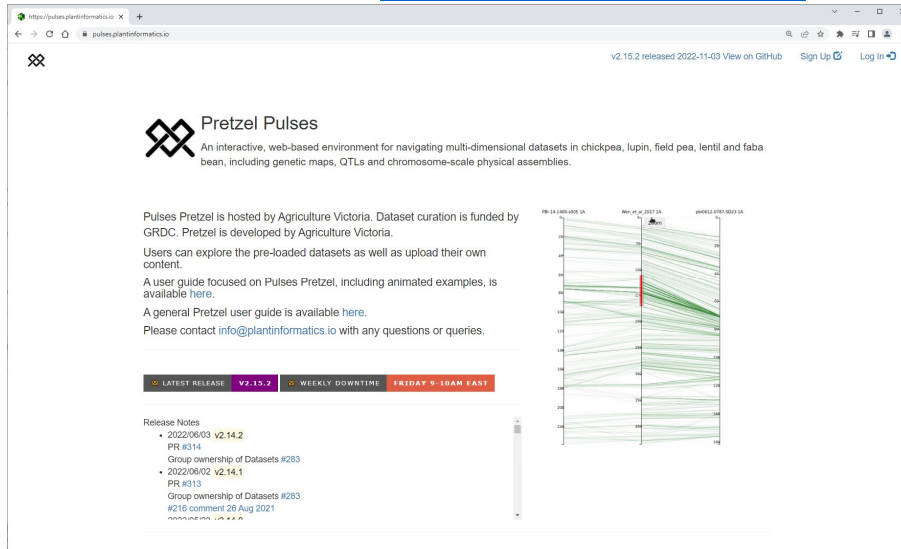 https://pulses.plantinformatics.io
pulses.plantinformatics.io
v2.15.2 released 2022-11-03 View on GitHub Sign Up Log In
Pretzel Pulses
An interactive, web-based environment for navigating multi-dimensional datasets in chickpea, lupin, field pea, lentil and faba
bean, including genetic maps, QTLs and chromosome-scale physical assemblies.
Pulses Pretzel is hosted by Agriculture Victoria. Dataset curation is funded by
GRDC. Pretzel is developed by Agriculture Victoria.
Users can explore the pre-loaded datasets as well as upload their own
content.
A user guide focused on Pulses Pretzel, including animated examples, is
available here.
A general Pretzel user guide is available here.
Please contact info@plantinformatics.io with any questions or queries.
LATEST RELEASE V2.15.2 WEEKLY DOWNTIME FRIDAY 9-10AM EAST
Release Notes
• 2022/06/03 v2.14.2
PR #314
Group ownership of Datasets #283
• 2022/06/02 v2.14.1
PR #313
Group ownership of Datasets #283
#216 comment 26 Aug 2021
Wen_et_al_2017 1A
zoom